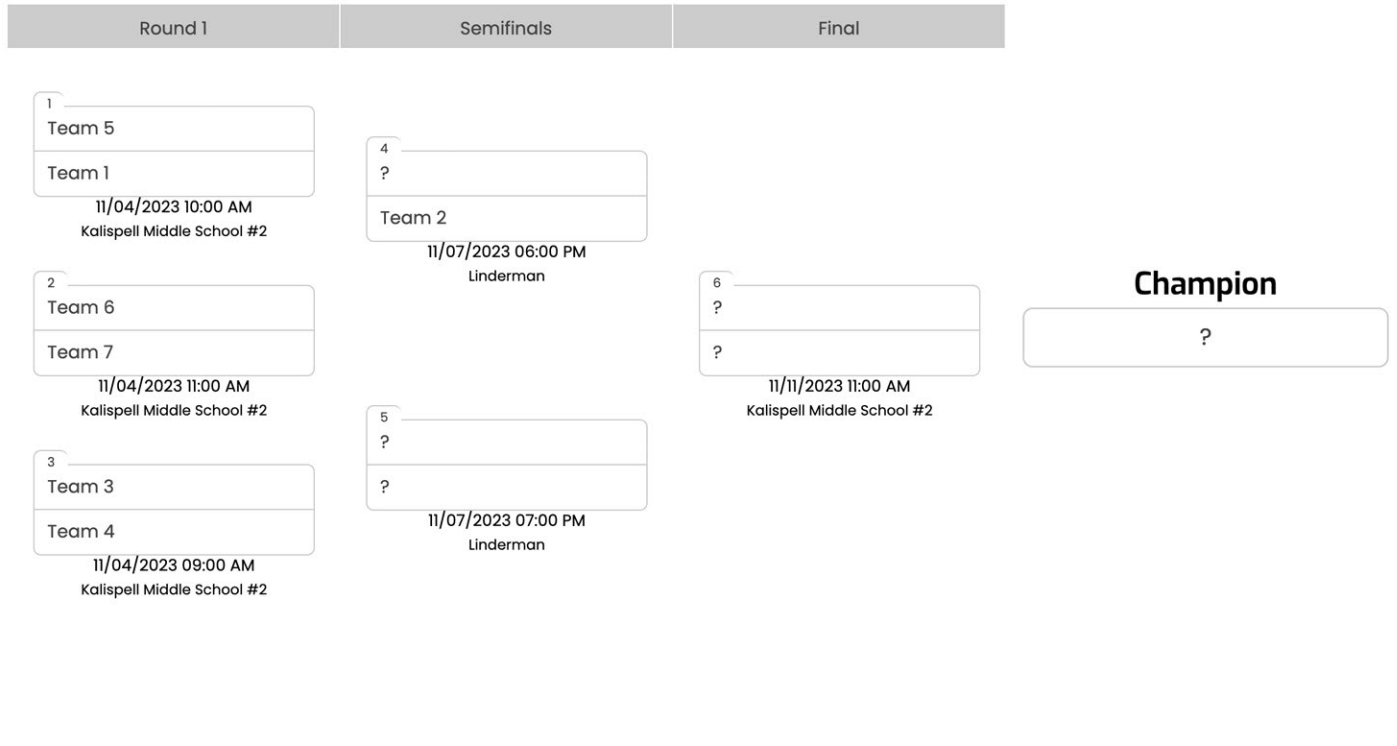 Round 1
Semifinals
Final
1
Team 5
Team 1
11/04/2023 10:00 AM
Kalispell Middle School #2
2
Team 6
Team 7
11/04/2023 11:00 AM
Kalispell Middle School #2
3
Team 3
Team 4
11/04/2023 09:00 AM
Kalispell Middle School #2
4
?
Team 2
11/07/2023 06:00 PM
Linderman
5
?
?
11/07/2023 07:00 PM
Linderman
6
?
?
11/11/2023 11:00 AM
Kalispell Middle School #2
Champion
?